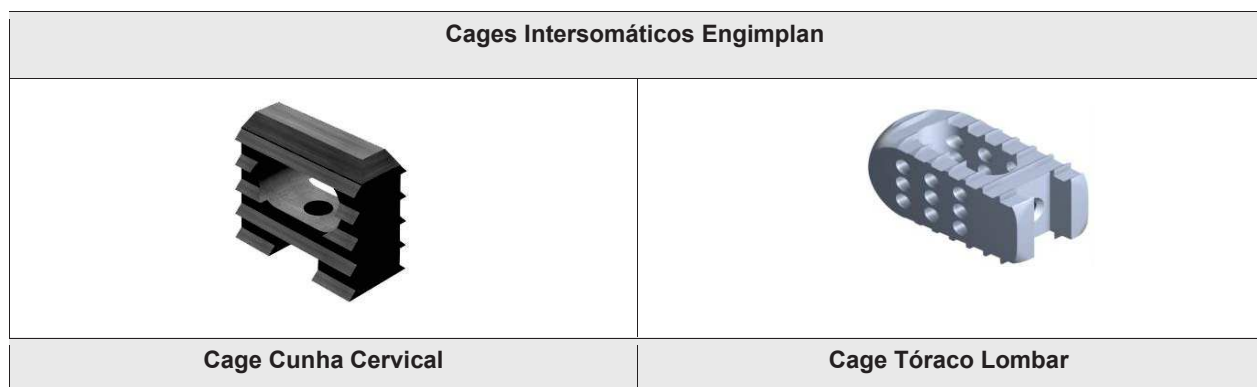 Cages Intersomáticos Engimplan
Cage Cunha Cervical
Cage Tóraco Lombar